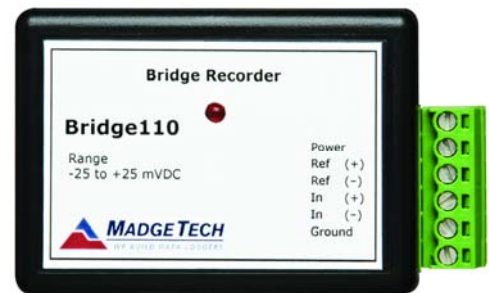 Bridge Recorder
Bridge110
Range
-25 to +25 mVDC
Power
Ref (+)
Ref (-)
In (+)
In (-)
Ground
MADGETECH
WE BUILD DATA LOGGERS